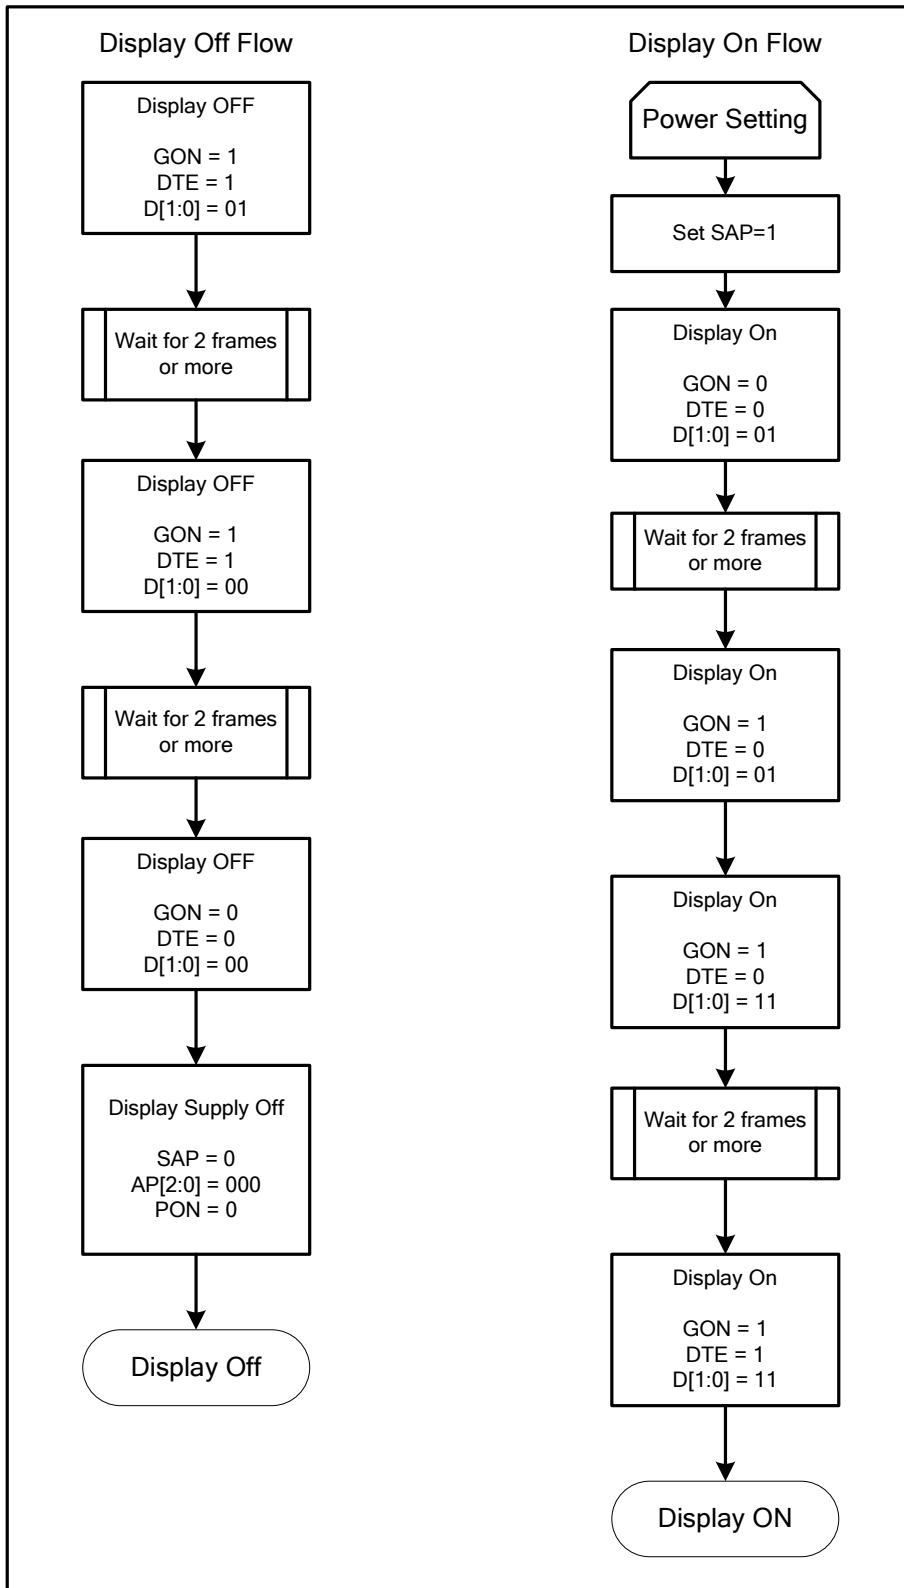 Display Off Flow
Display OFF
GON = 1
DTE = 1
D[1:0] = 01
Wait for 2 frames
or more
Display OFF
GON = 1
DTE = 1
D[1:0] = 00
Wait for 2 frames
or more
Display OFF
GON = 0
DTE = 0
D[1:0] = 00
Display Supply Off
SAP = 0
AP[2:0] = 000
PON = 0
Display Off
Display On Flow
Power Setting
Set SAP=1
Display On
GON = 0
DTE = 0
D[1:0] = 01
Wait for 2 frames
or more
Display On
GON = 1
DTE = 0
D[1:0] = 01
Display On
GON = 1
DTE = 0
D[1:0] = 11
Wait for 2 frames
or more
Display On
GON = 1
DTE = 1
D[1:0] = 11
Display ON